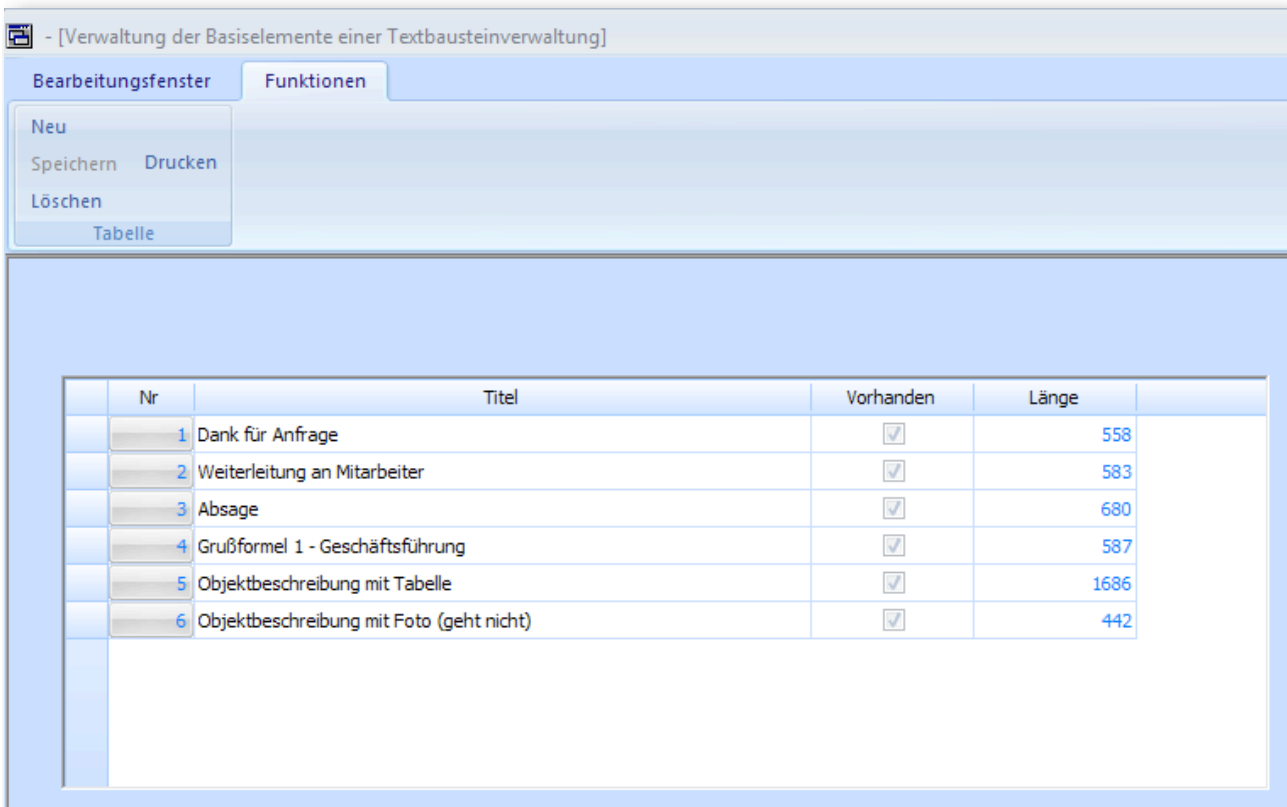 - [Verwaltung der Basiselemente einer Textbausteinverwaltung]
Bearbeitungsfenster Funktionen
Neu
Speichern Drucken
Löschen
Tabelle
Nr Titel Vorhanden Länge
1 Dank für Anfrage 558
2 Weiterleitung an Mitarbeiter 583
3 Absage 680
4 Grußformel 1 - Geschäftsführung 587
5 Objektbeschreibung mit Tabelle 1686
6 Objektbeschreibung mit Foto (geht nicht) 442